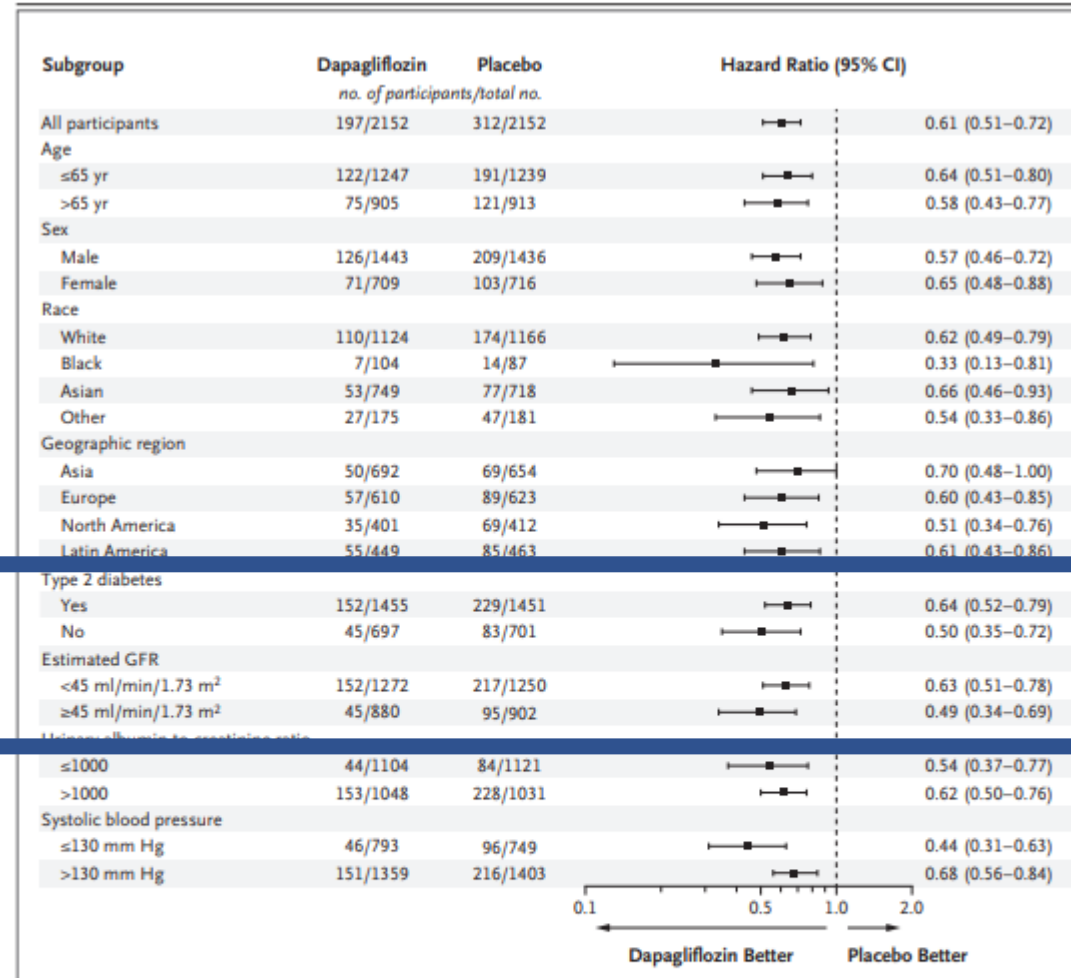 Subgroup Dapagliflozin Placebo Hazard Ratio (95% CI)
no. of participants/total no.
All participants 197/2152 312/2152 0.61 (0.51–0.72)
Age
≤65 yr 122/1247 191/1239 0.64 (0.51–0.80)
>65 yr 75/905 121/913 0.58 (0.43–0.77)
Sex
Male 126/1443 209/1436 0.57 (0.46–0.72)
Female 71/709 103/716 0.65 (0.48–0.88)
Race
White 110/1124 174/1166 0.62 (0.49–0.79)
Black 7/104 14/87 0.33 (0.13–0.81)
Asian 53/749 77/718 0.66 (0.46–0.93)
Other 27/175 47/181 0.54 (0.33–0.86)
Geographic region
Asia 50/692 69/654 0.70 (0.48–1.00)
Europe 57/610 89/623 0.60 (0.43–0.85)
North America 35/401 69/412 0.51 (0.34–0.76)
Latin America 55/449 85/463 0.61 (0.43–0.86)
Type 2 diabetes
Yes 152/1455 229/1451 0.64 (0.52–0.79)
No 45/697 83/701 0.50 (0.35–0.72)
Estimated GFR
<45 ml/min/1.73 m² 152/1272 217/1250 0.63 (0.51–0.78)
≥45 ml/min/1.73 m² 45/880 95/902 0.49 (0.34–0.69)
≤1000 44/1104 84/1121 0.54 (0.37–0.77)
>1000 153/1048 228/1031 0.62 (0.50–0.76)
Systolic blood pressure
≤130 mm Hg 46/793 96/749 0.44 (0.31–0.63)
>130 mm Hg 151/1359 216/1403 0.68 (0.56–0.84)
0.1 0.5 1.0 2.0
Dapagliflozin Better Placebo Better